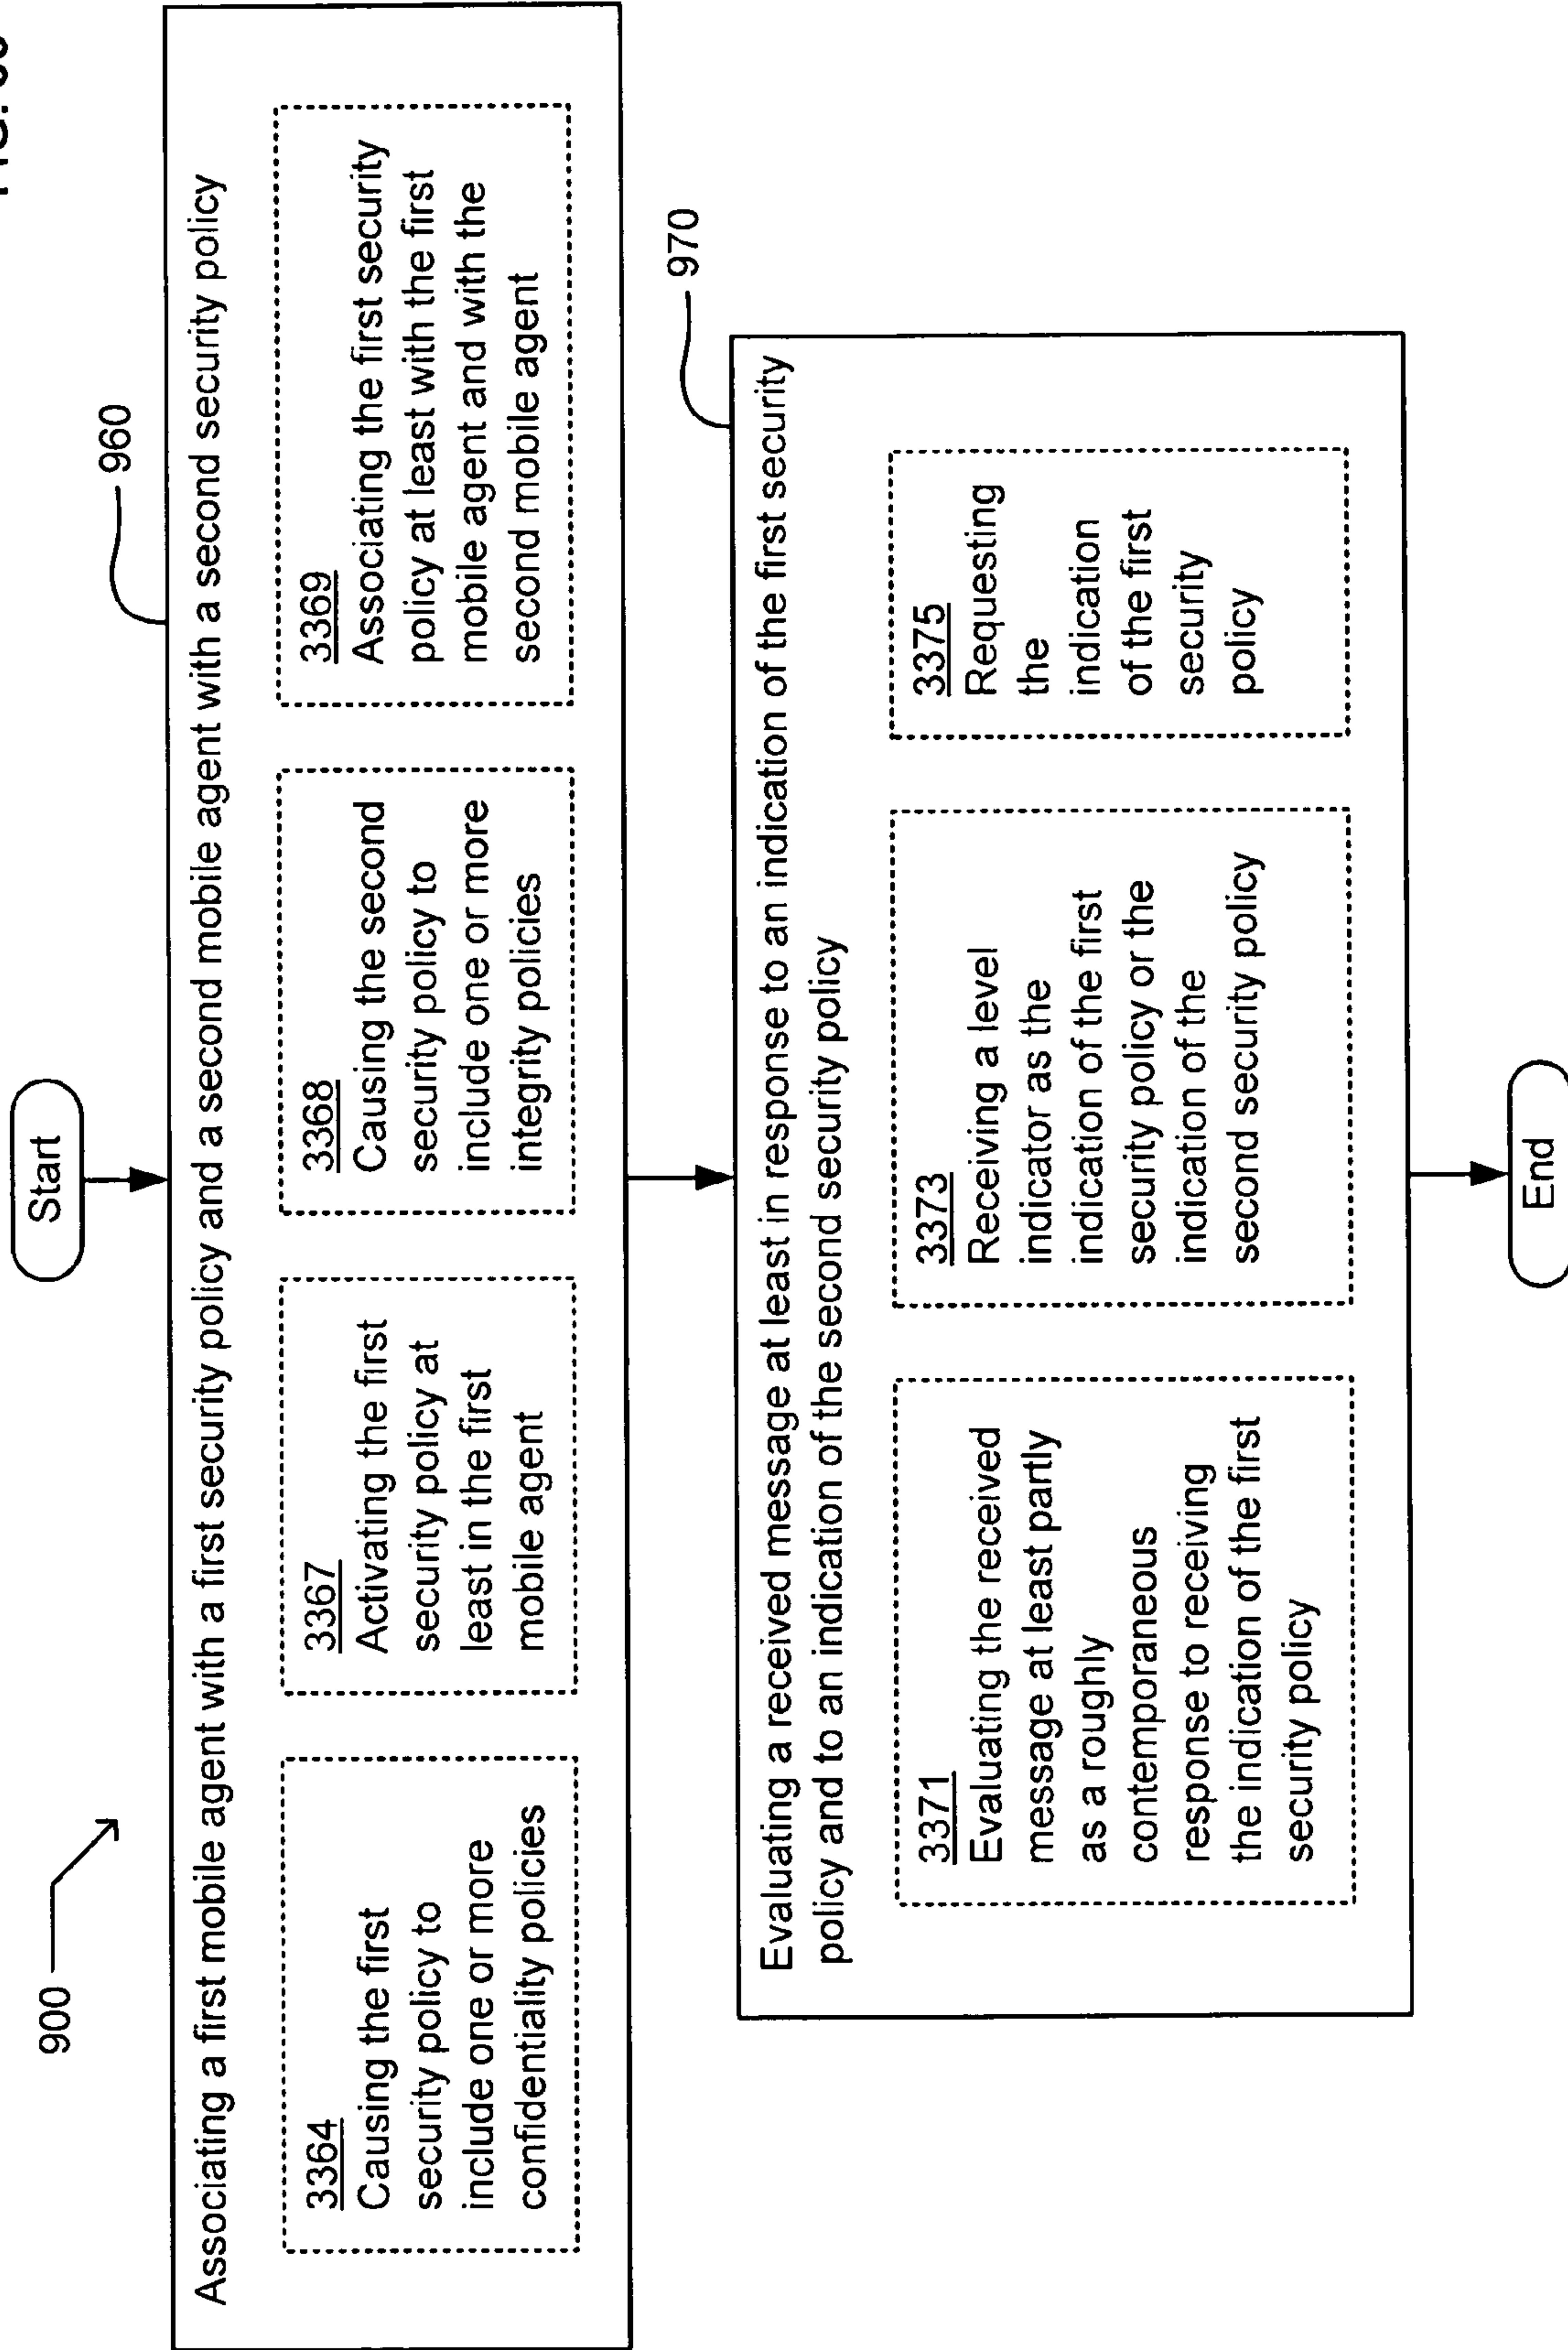 900
Start
960
Associating a first mobile agent with a first security policy and a second mobile agent with a second security policy
3364
Causing the first
security policy to
include one or more
confidentiality policies
3367
Activating the first
security policy at
least in the first
mobile agent
3368
Causing the second
security policy to
include one or more
integrity policies
3369
Associating the first security
policy at least with the first
mobile agent and with the
second mobile agent
970
Evaluating a received message at least in response to an indication of the first security
policy and to an indication of the second security policy
3371
Evaluating the received
message at least partly
as a roughly
contemporaneous
response to receiving
the indication of the first
security policy
3373
Receiving a level
indicator as the
indication of the first
security policy or the
indication of the
second security policy
3375
Requesting
the
indication
of the first
security
policy
End